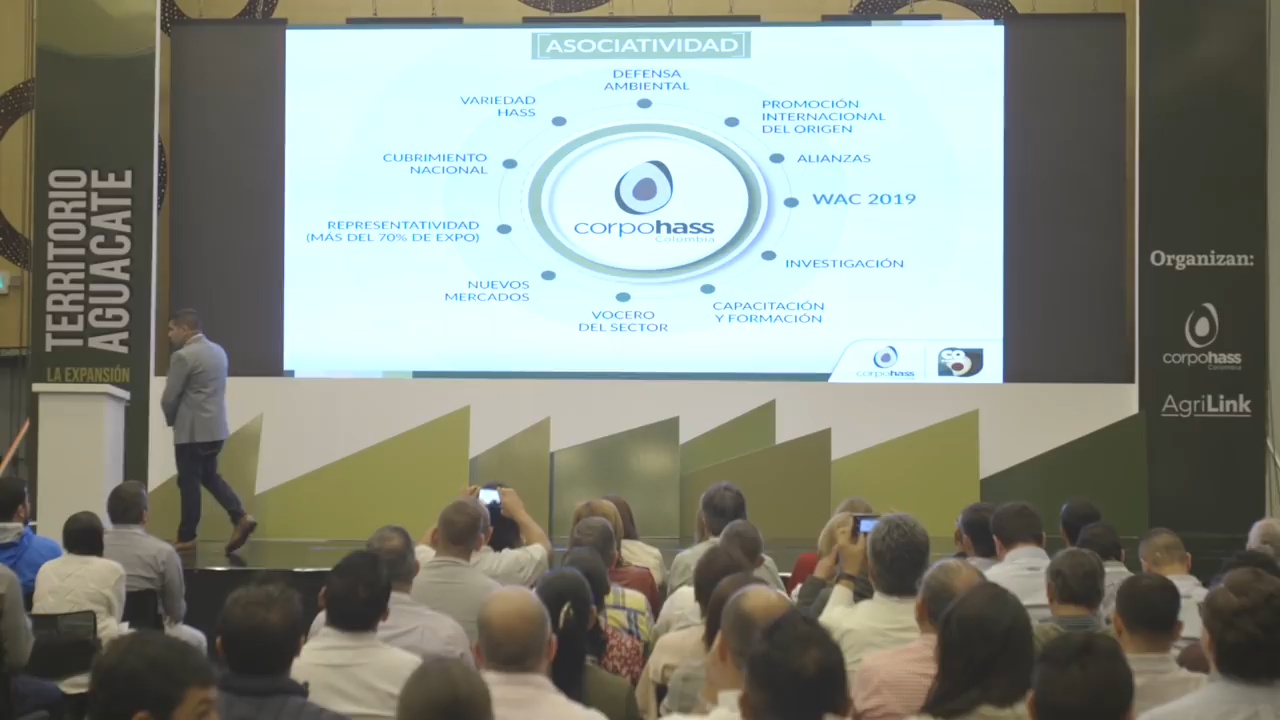 ASOCIATIVIDAD
DEFENSA
AMBIENTAL
VARIEDAD
HASS
PROMOCIÓN
INTERNACIONAL
DEL ORIGEN
CUBRIMIENTO
NACIONAL
ALIANZAS
WAC 2019
REPRESENTATIVIDAD
(MÁS DEL 70% DE EXPO)
corpohass
Colombia
INVESTIGACIÓN
NUEVOS
MERCADOS
CAPACITACIÓN
Y FORMACIÓN
VOCERO
DEL SECTOR
corpohass
TERRITORIO
AGUACATE
LA EXPANSIÓN
Organizan:
corpohass
Colombia
AgriLink